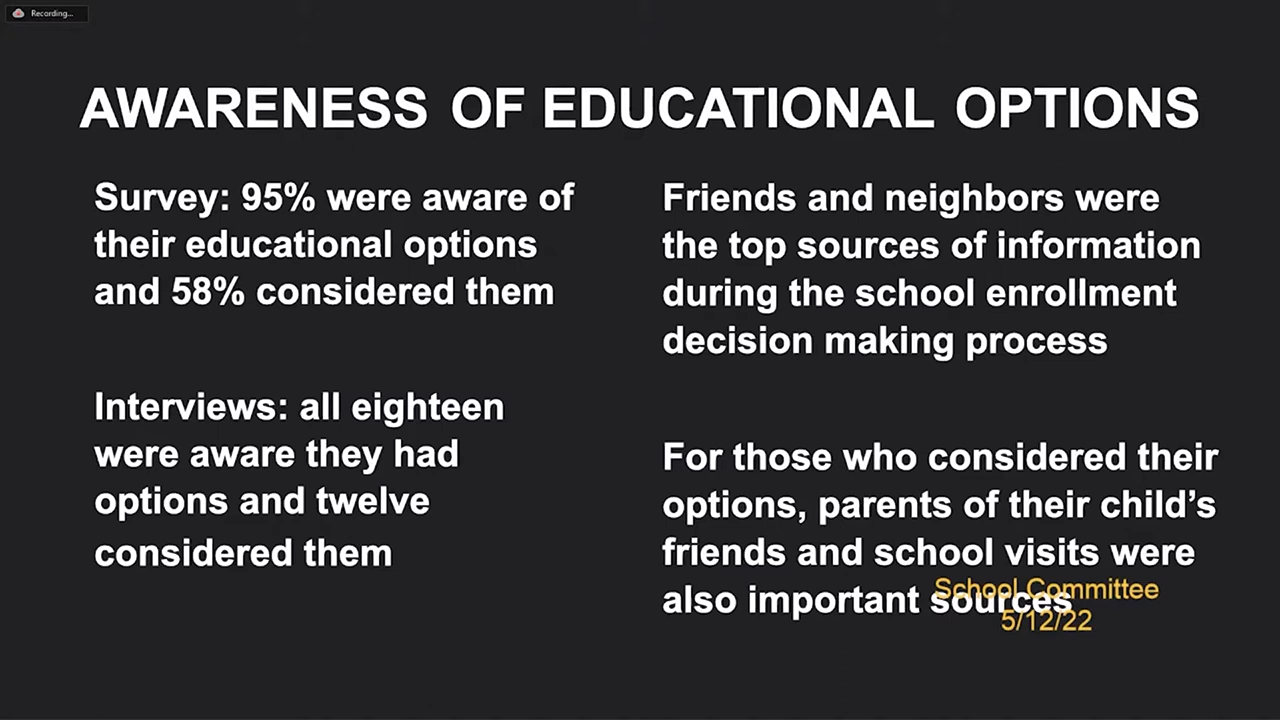 Recording...
AWARENESS OF EDUCATIONAL OPTIONS
Survey: 95% were aware of
their educational options
and 58% considered them
Interviews: all eighteen
were aware they had
options and twelve
considered them
Friends and neighbors were
the top sources of information
during the school enrollment
decision making process
For those who considered their
options, parents of their child’s
friends and school visits were
also important sources
School Committee
5/12/22